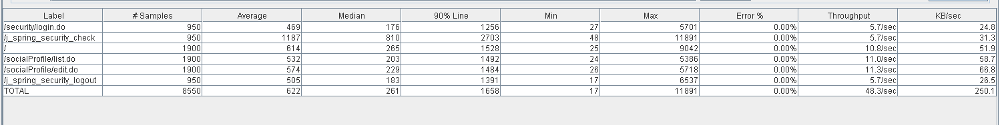 Label # Samples Average Median 90% Line Min Max Error % Throughput KB/sec
/security/login.do 950 469 176 1256 27 5701 0.00% 5.7/sec 24.8
/j_spring_security_check 950 1187 810 2703 48 11891 0.00% 5.7/sec 31.3
/ 1900 614 265 1528 25 9042 0.00% 10.8/sec 51.9
/socialProfile/list.do 1900 532 203 1492 24 5386 0.00% 11.0/sec 58.7
/socialProfile/edit.do 1900 574 229 1484 26 5718 0.00% 11.3/sec 66.8
/j_spring_security_logout 950 505 183 1391 17 6537 0.00% 5.7/sec 26.5
TOTAL 8550 622 261 1658 17 11891 0.00% 48.3/sec 250.1